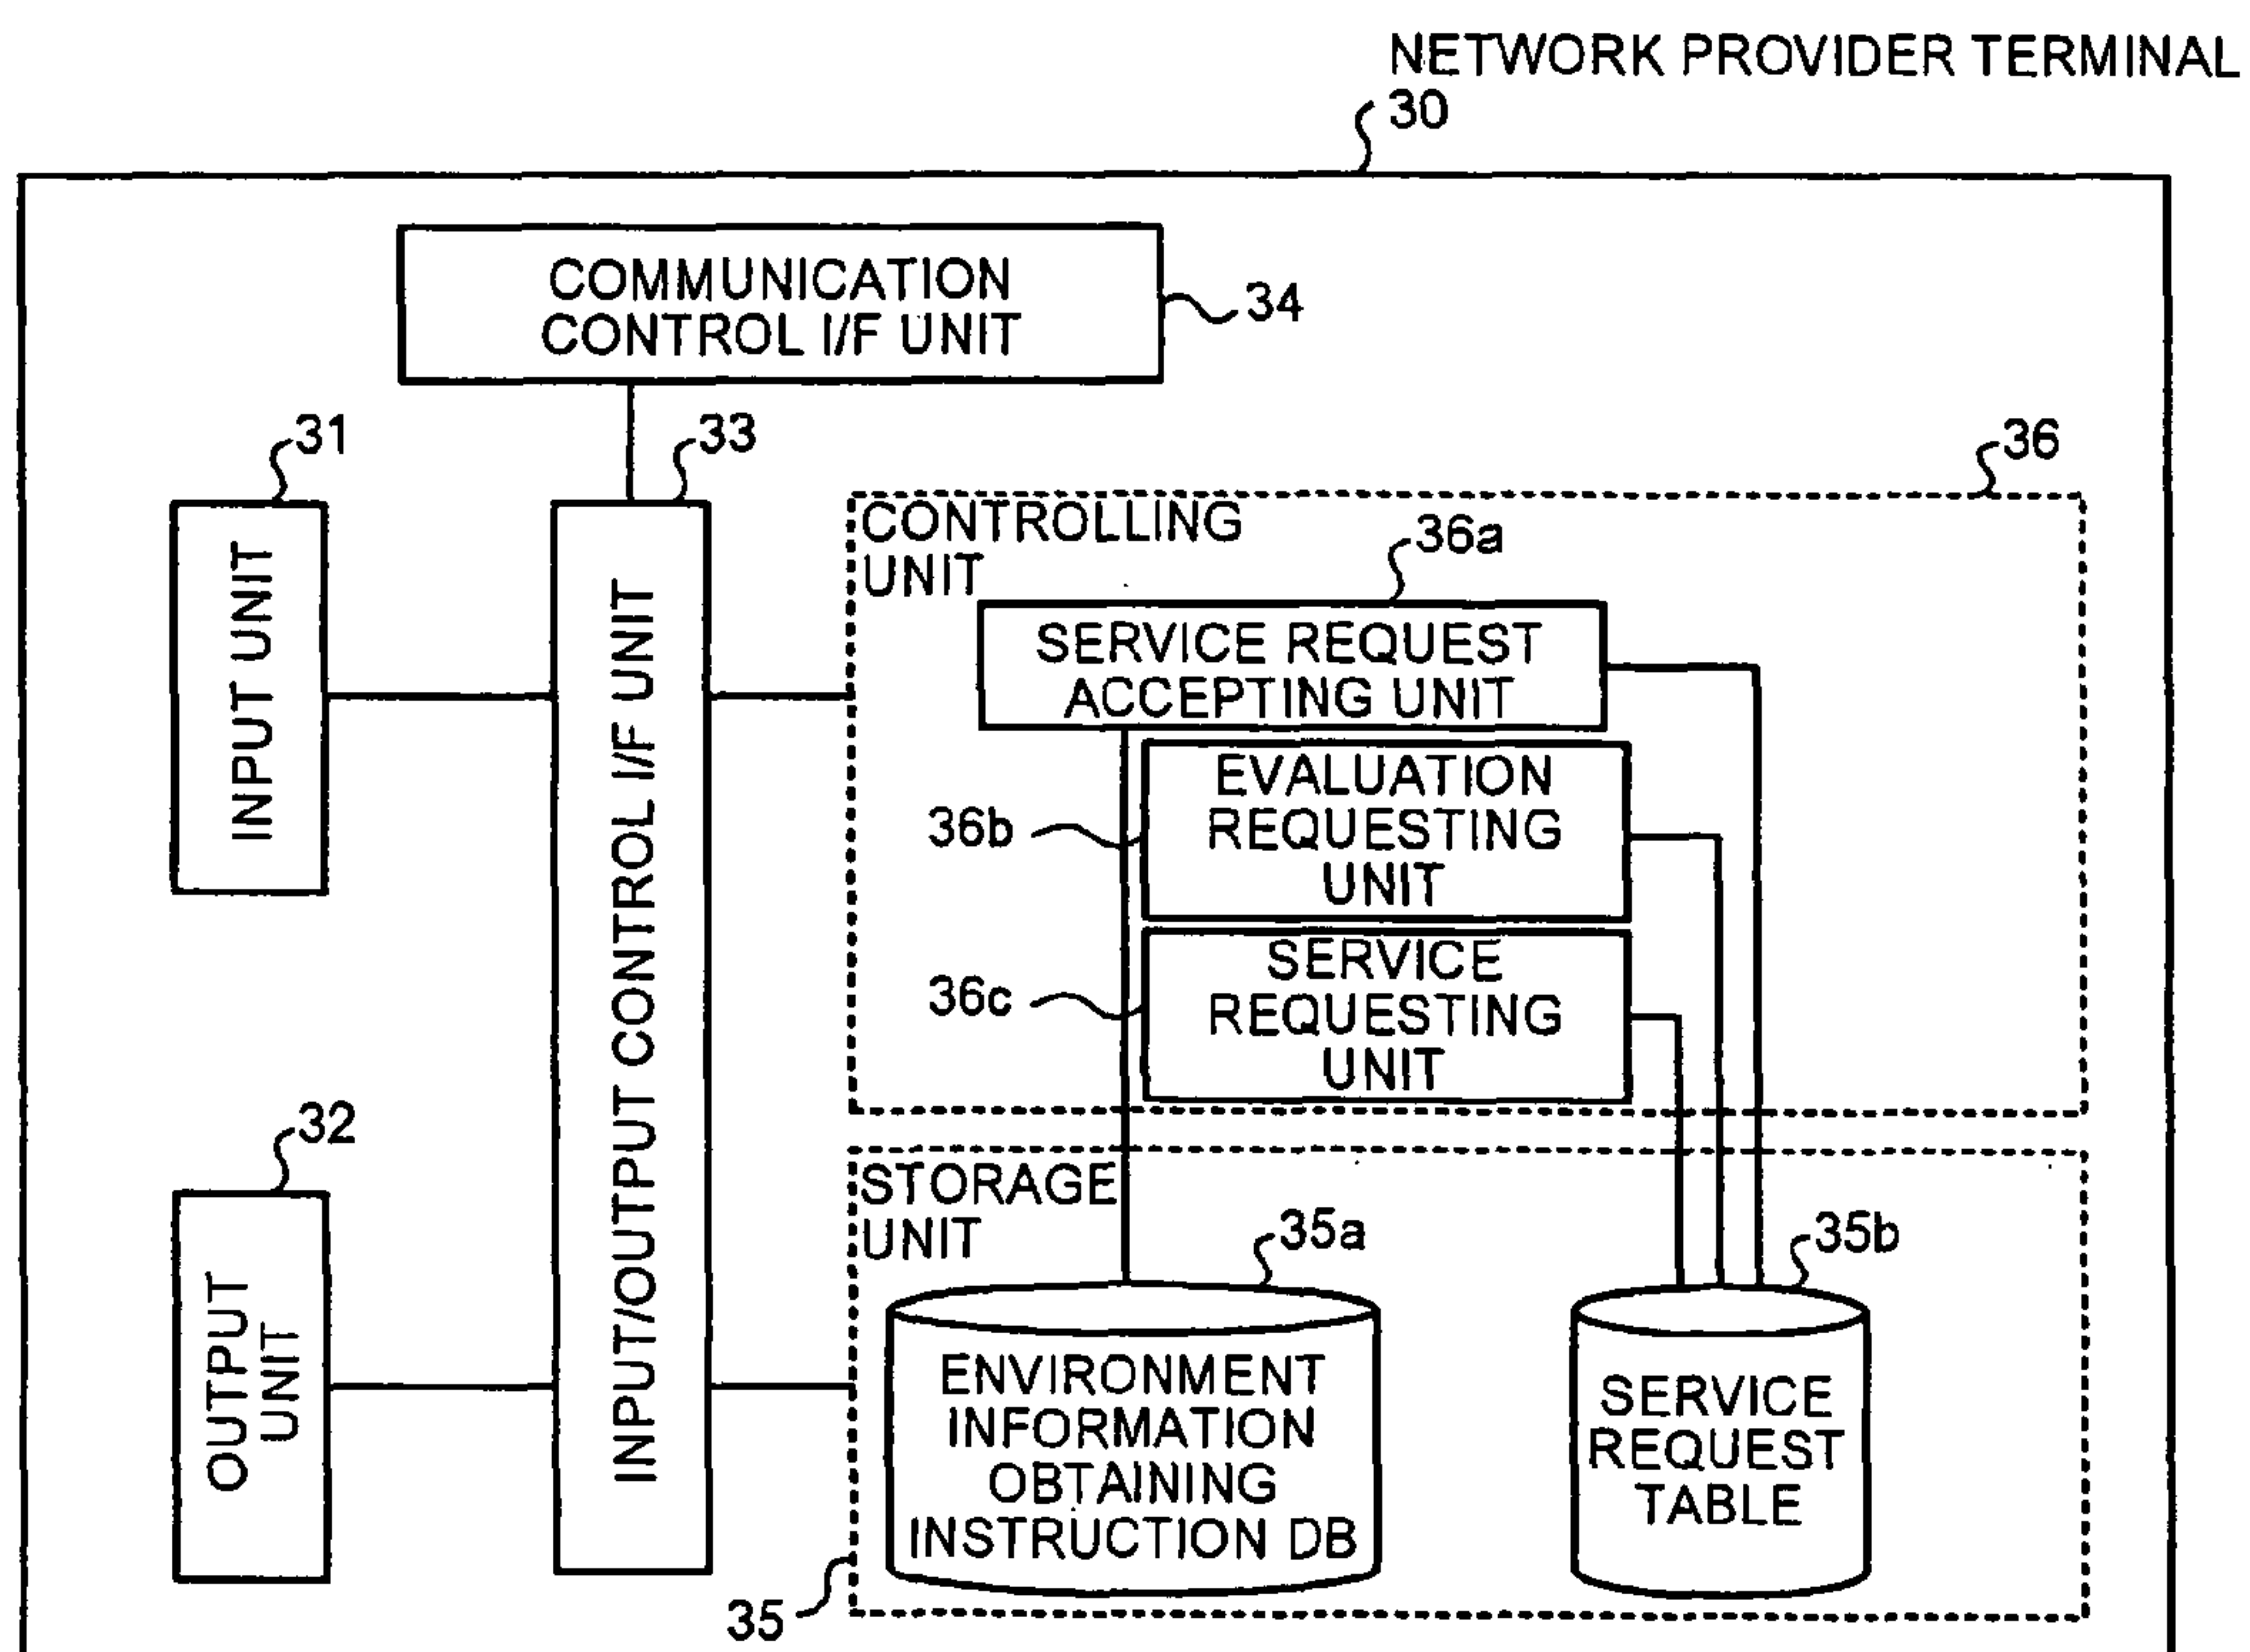 NETWORK PROVIDER TERMINAL
30
COMMUNICATION
CONTROL I/F UNIT
34
31
INPUT UNIT
33
INPUT/OUTPUT CONTROL I/F UNIT
36
CONTROLLING
UNIT
36a
SERVICE REQUEST
ACCEPTING UNIT
36b
EVALUATION
REQUESTING
UNIT
36c
SERVICE
REQUESTING
UNIT
32
OUTPUT
UNIT
STORAGE
UNIT
35a
ENVIRONMENT
INFORMATION
OBTAINING
INSTRUCTION DB
35b
SERVICE
REQUEST
TABLE
35